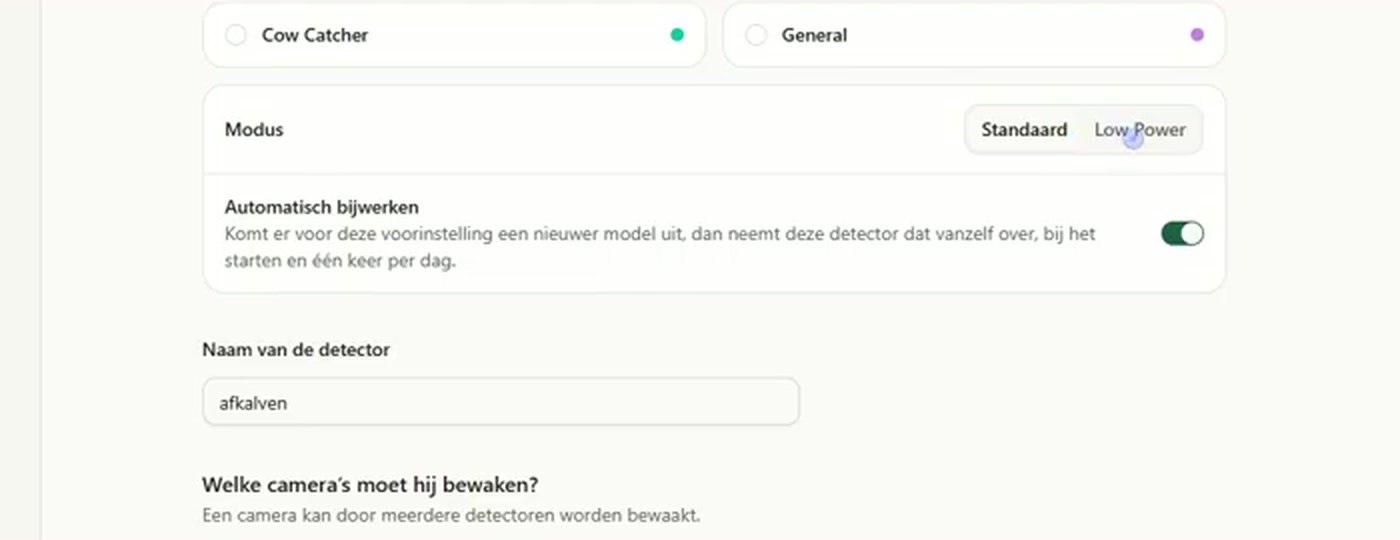 Cow Catcher
General
Modus
Standaard
Low Power
Automatisch bijwerken
Komt er voor deze voorinstelling een nieuwer model uit, dan neemt deze detector dat vanzelf over, bij het
starten en één keer per dag.
Naam van de detector
afkalven
Welke camera's moet hij bewaken?
Een camera kan door meerdere detectoren worden bewaakt.